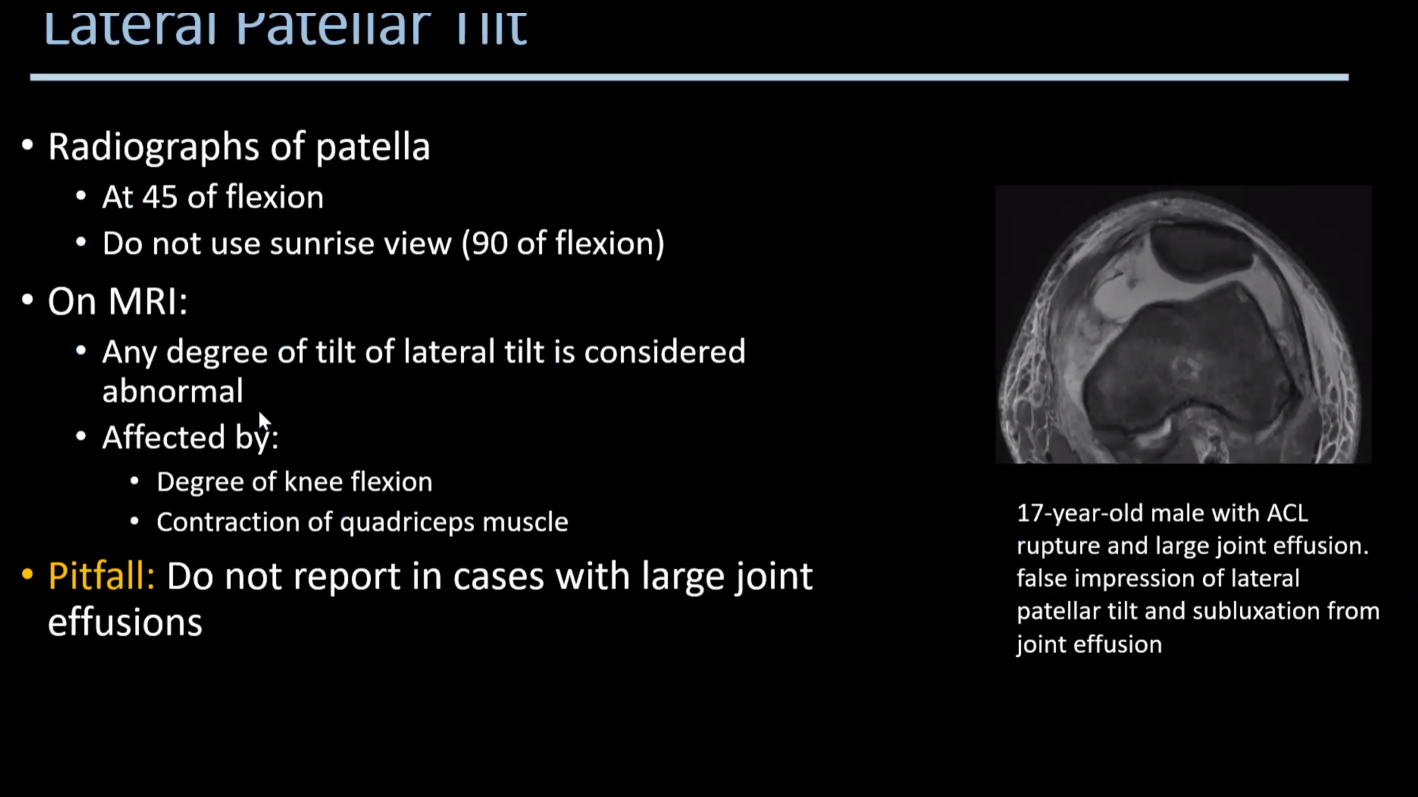 Lateral Patellar Tilt
• Radiographs of patella
• At 45 of flexion
• Do not use sunrise view (90 of flexion)
• On MRI:
• Any degree of tilt of lateral tilt is considered
abnormal
• Affected by:
• Degree of knee flexion
• Contraction of quadriceps muscle
• Pitfall: Do not report in cases with large joint
effusions
17-year-old male with ACL
rupture and large joint effusion.
false impression of lateral
patellar tilt and subluxation from
joint effusion